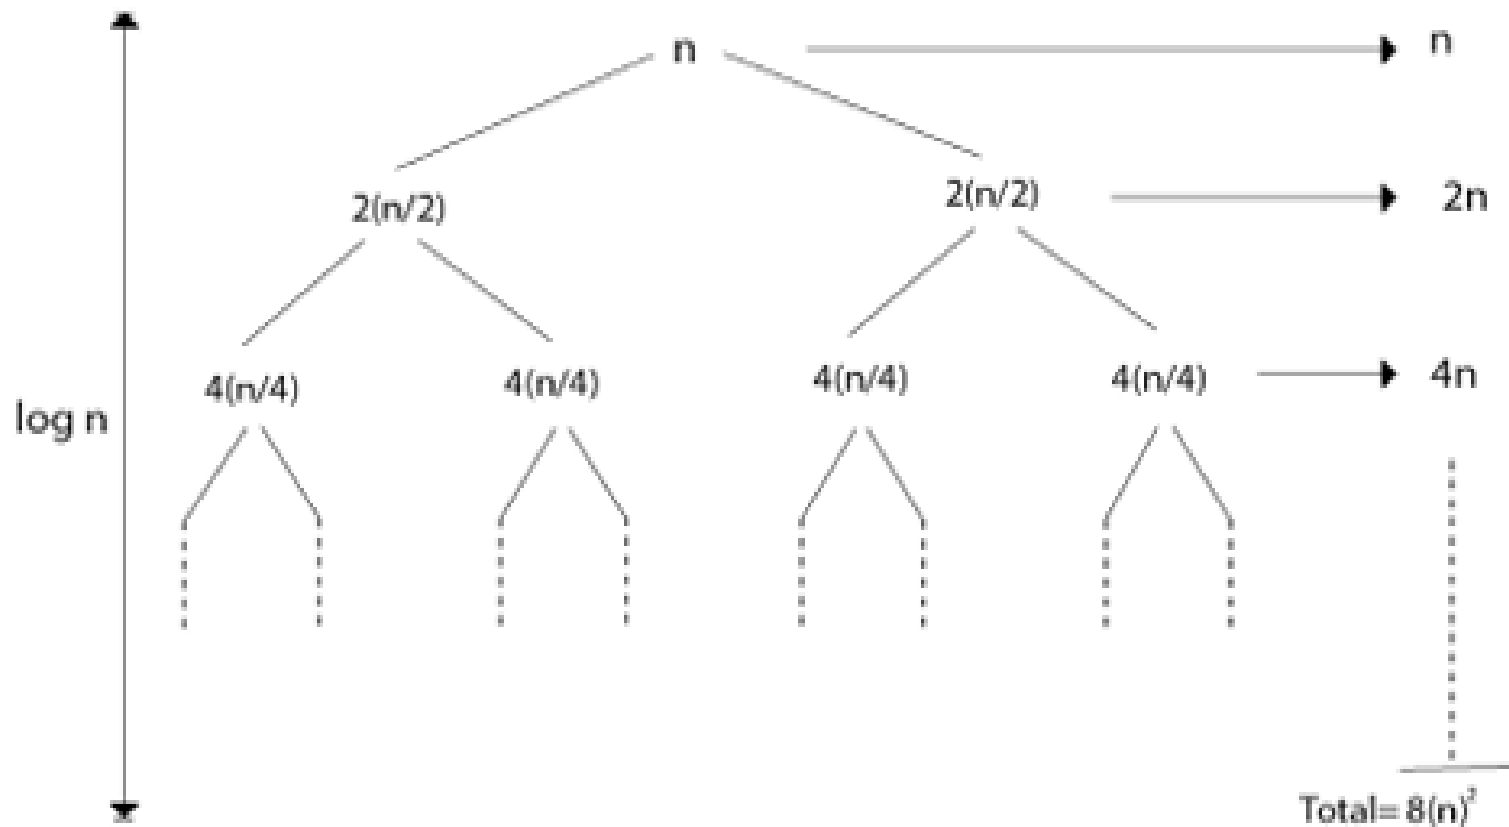 n n
2(n/2) 2(n/2) 2n
4(n/4) 4(n/4) 4(n/4) 4(n/4) 4n
log n
Total= 8(n)²